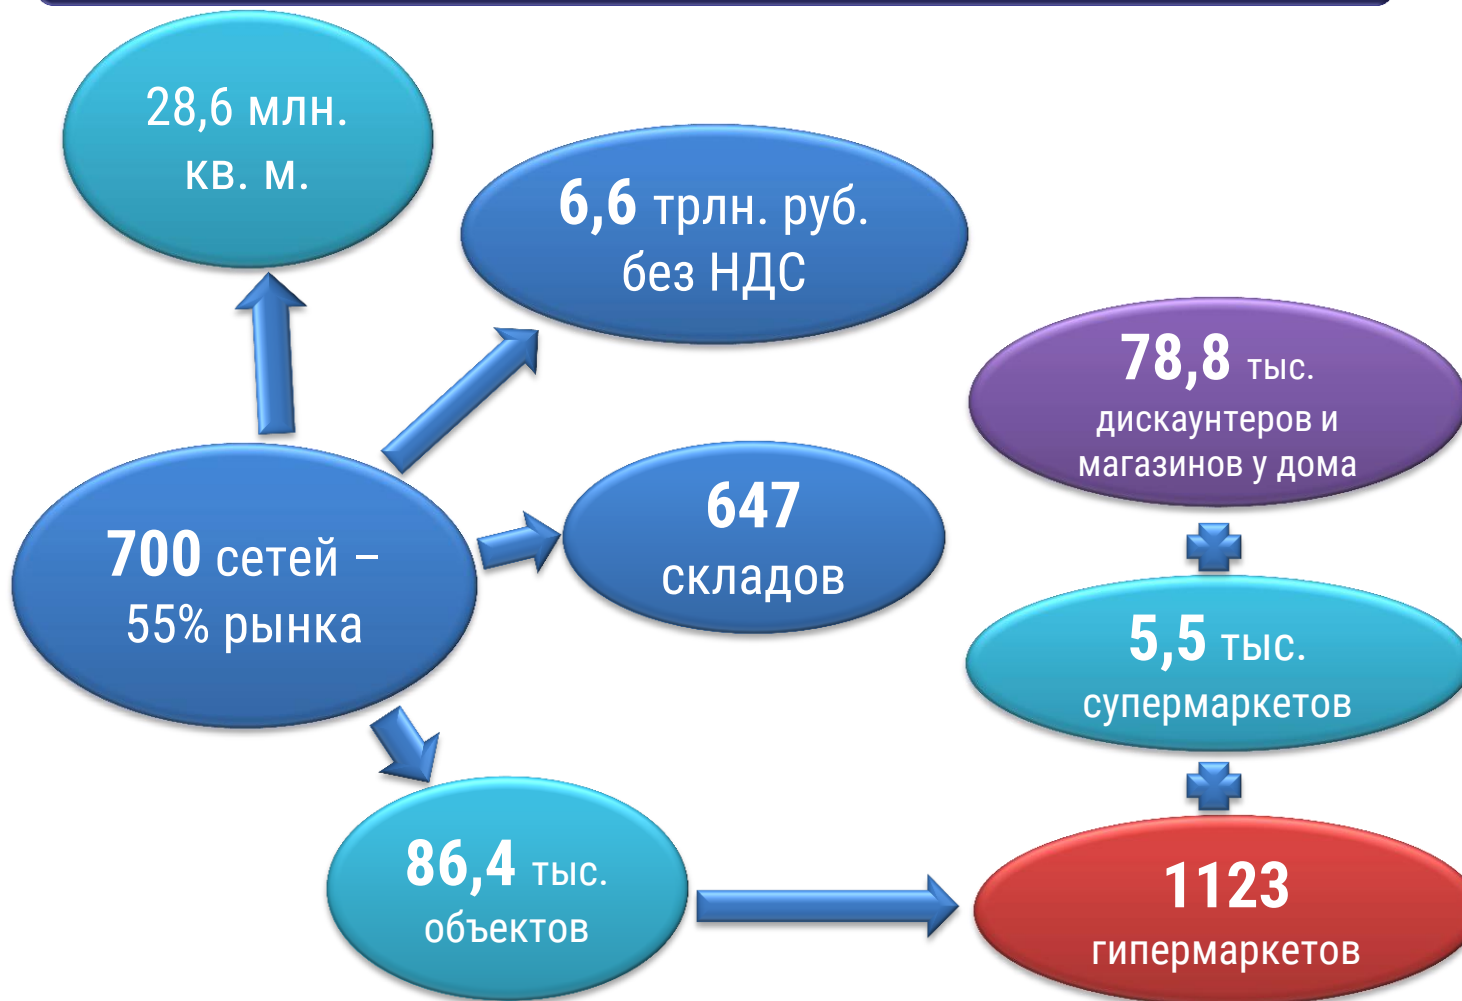 28,6 млн.
кв. м.
6,6 трлн. руб.
без НДС
78,8 тыс.
дискаунтеров и
магазинов у дома
700 сетей –
55% рынка
647
складов
5,5 тыс.
супермаркетов
86,4 тыс.
объектов
1123
гипермаркетов